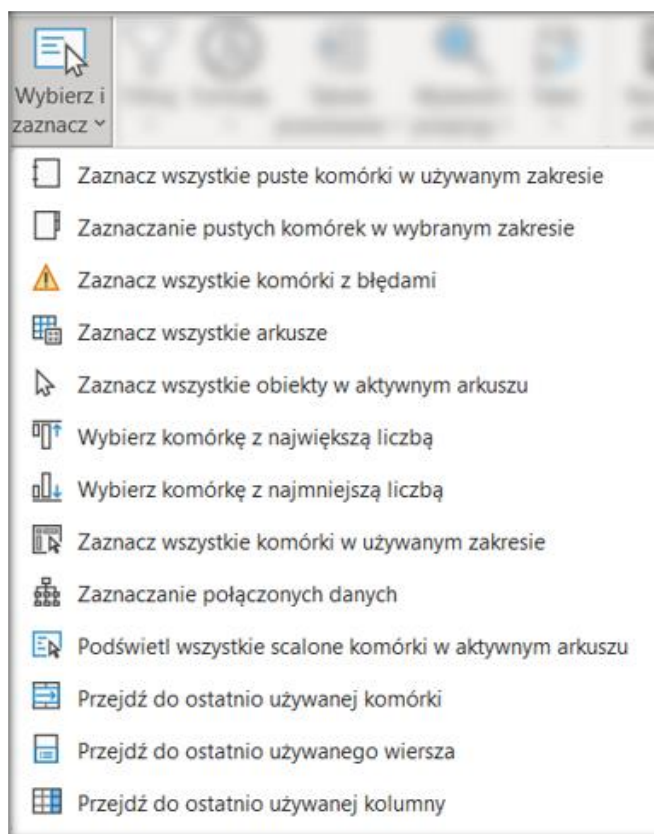 Wybierz i
zaznacz
Zaznacz wszystkie puste komórki w używanym zakresie
Zaznaczanie pustych komórek w wybranym zakresie
Zaznacz wszystkie komórki z błędami
Zaznacz wszystkie arkusze
Zaznacz wszystkie obiekty w aktywnym arkuszu
Wybierz komórkę z największą liczbą
Wybierz komórkę z najmniejszą liczbą
Zaznacz wszystkie komórki w używanym zakresie
Zaznaczanie połączonych danych
Podświetl wszystkie scalone komórki w aktywnym arkuszu
Przejdź do ostatnio używanej komórki
Przejdź do ostatnio używanego wiersza
Przejdź do ostatnio używanej kolumny